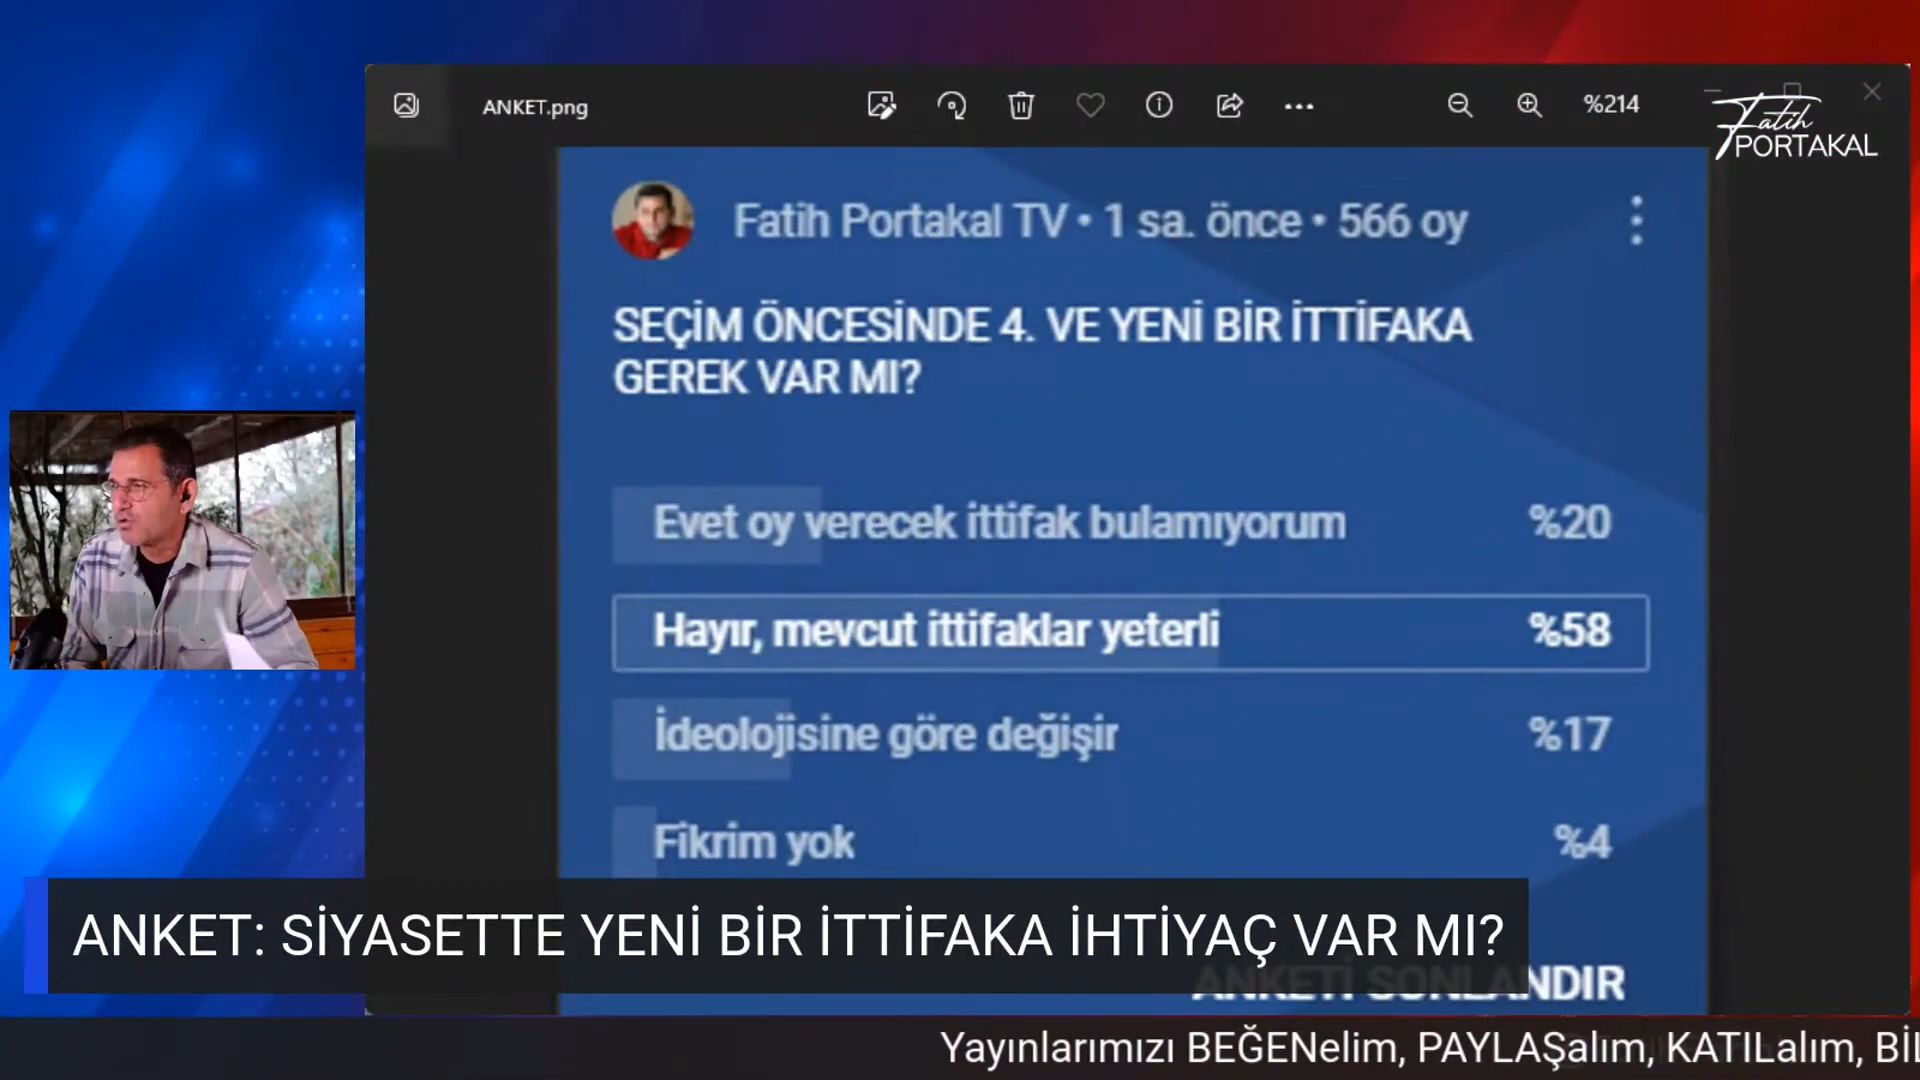 ANKET.png
%214
Fatih
PORTAKAL
Fatih Portakal TV • 1 sa. önce • 566 oy
SEÇİM ÖNCESİNDE 4. VE YENİ BİR İTTİFAKA
GEREK VAR MI?
Evet oy verecek ittifak bulamıyorum %20
Hayır, mevcut ittifaklar yeterli %58
İdeolojisine göre değişir %17
Fikrim yok %4
ANKET: SİYASETTE YENİ BİR İTTİFAKA İHTİYAÇ VAR MI?
ANKETİ SONLANDIR
Yayınlarımızı BEĞENelim, PAYLAŞalım, KATILalım, BİL